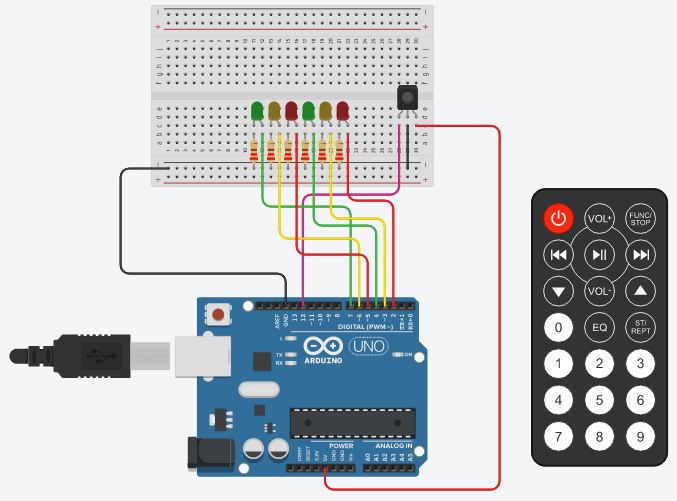 VOL+
FUNC/
STOP
VOL-
0
EQ
ST/
REPT
1
2
3
4
5
6
7
8
9
AREF
GND
13
12
~11
~10
~9
8
7
~6
~5
4
~3
2
TX→1
RX←0
DIGITAL (PWM~)
L
TX
RX
UNO
ON
ARDUINO
POWER
ANALOG IN
IOREF
RESET
3.3V
5V
GND
GND
Vin
A0
A1
A2
A3
A4
A5